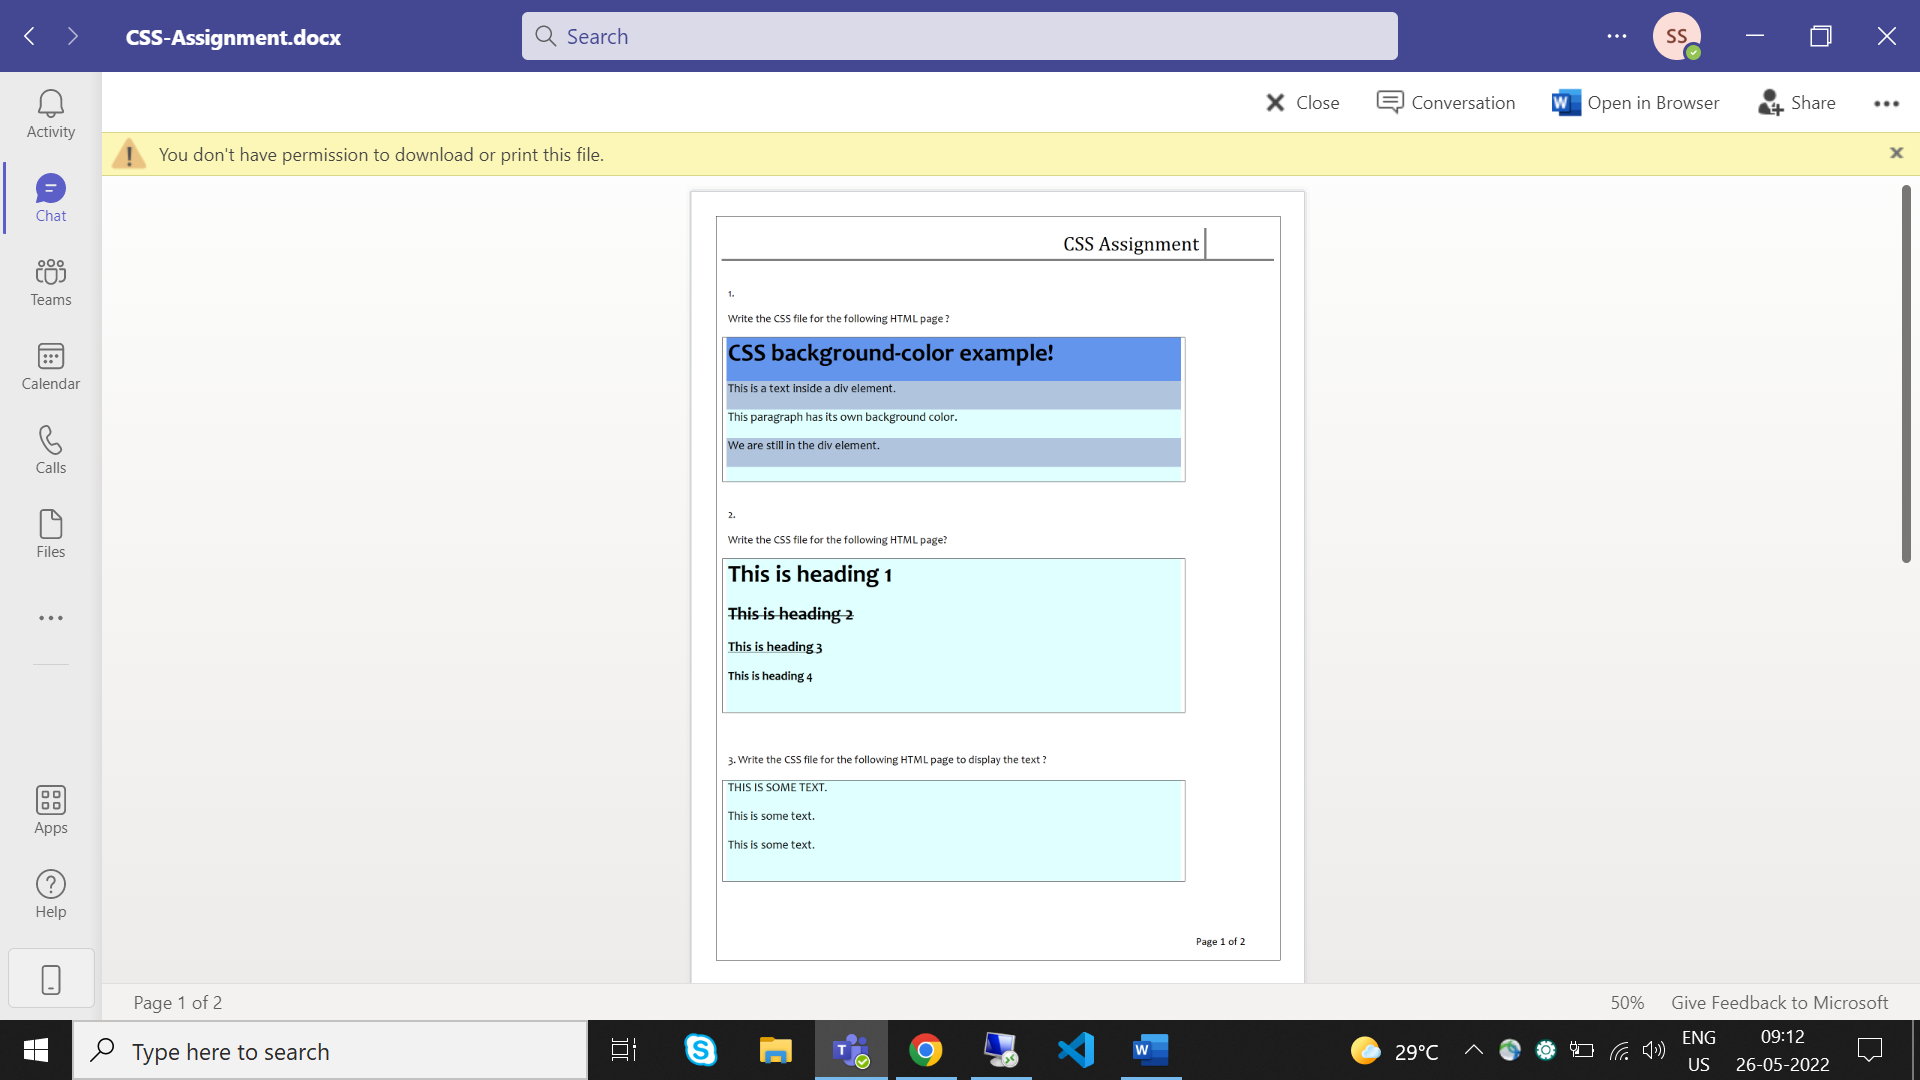 CSS-Assignment.docx
Search
SS
Activity
Chat
Teams
Calendar
Calls
Files
Apps
Help
Close
Conversation
Open in Browser
Share
You don't have permission to download or print this file.
CSS Assignment
1.
Write the CSS file for the following HTML page ?
CSS background-color example!
This is a text inside a div element.
This paragraph has its own background color.
We are still in the div element.
2.
Write the CSS file for the following HTML page?
This is heading 1
This is heading 2
This is heading 3
This is heading 4
3. Write the CSS file for the following HTML page to display the text ?
THIS IS SOME TEXT.
This is some text.
This is some text.
Page 1 of 2
Page 1 of 2
50%
Give Feedback to Microsoft
Type here to search
29°C
ENG
US
09:12
26-05-2022